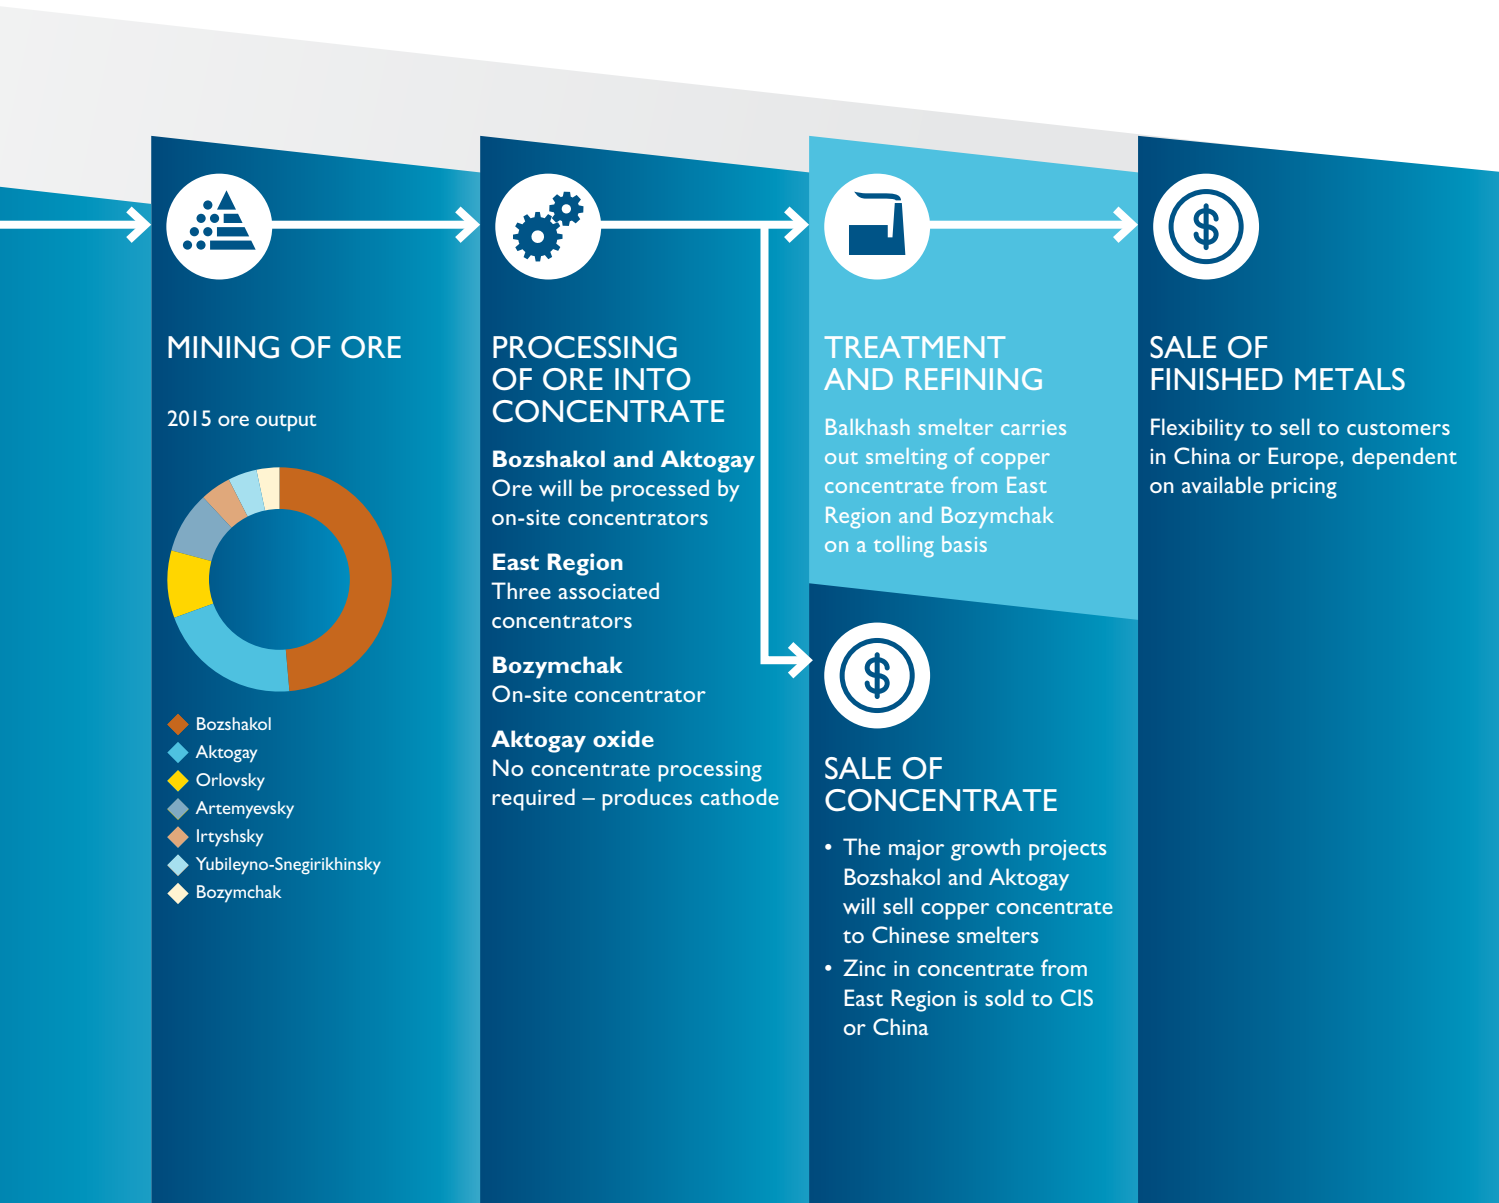 MINING OF ORE
2015 ore output
Bozshakol
Aktogay
Orlovsky
Artemyevsky
Irtyshsky
Yubileyno-Snegirikhinsky
Bozymchak
PROCESSING
OF ORE INTO
CONCENTRATE
Bozshakol and Aktogay
Ore will be processed by
on-site concentrators
East Region
Three associated
concentrators
Bozymchak
On-site concentrator
Aktogay oxide
No concentrate processing
required – produces cathode
TREATMENT
AND REFINING
Balkhash smelter carries
out smelting of copper
concentrate from East
Region and Bozymchak
on a tolling basis
$
SALE OF
CONCENTRATE
• The major growth projects
Bozshakol and Aktogay
will sell copper concentrate
to Chinese smelters
• Zinc in concentrate from
East Region is sold to CIS
or China
$
SALE OF
FINISHED METALS
Flexibility to sell to customers
in China or Europe, dependent
on available pricing